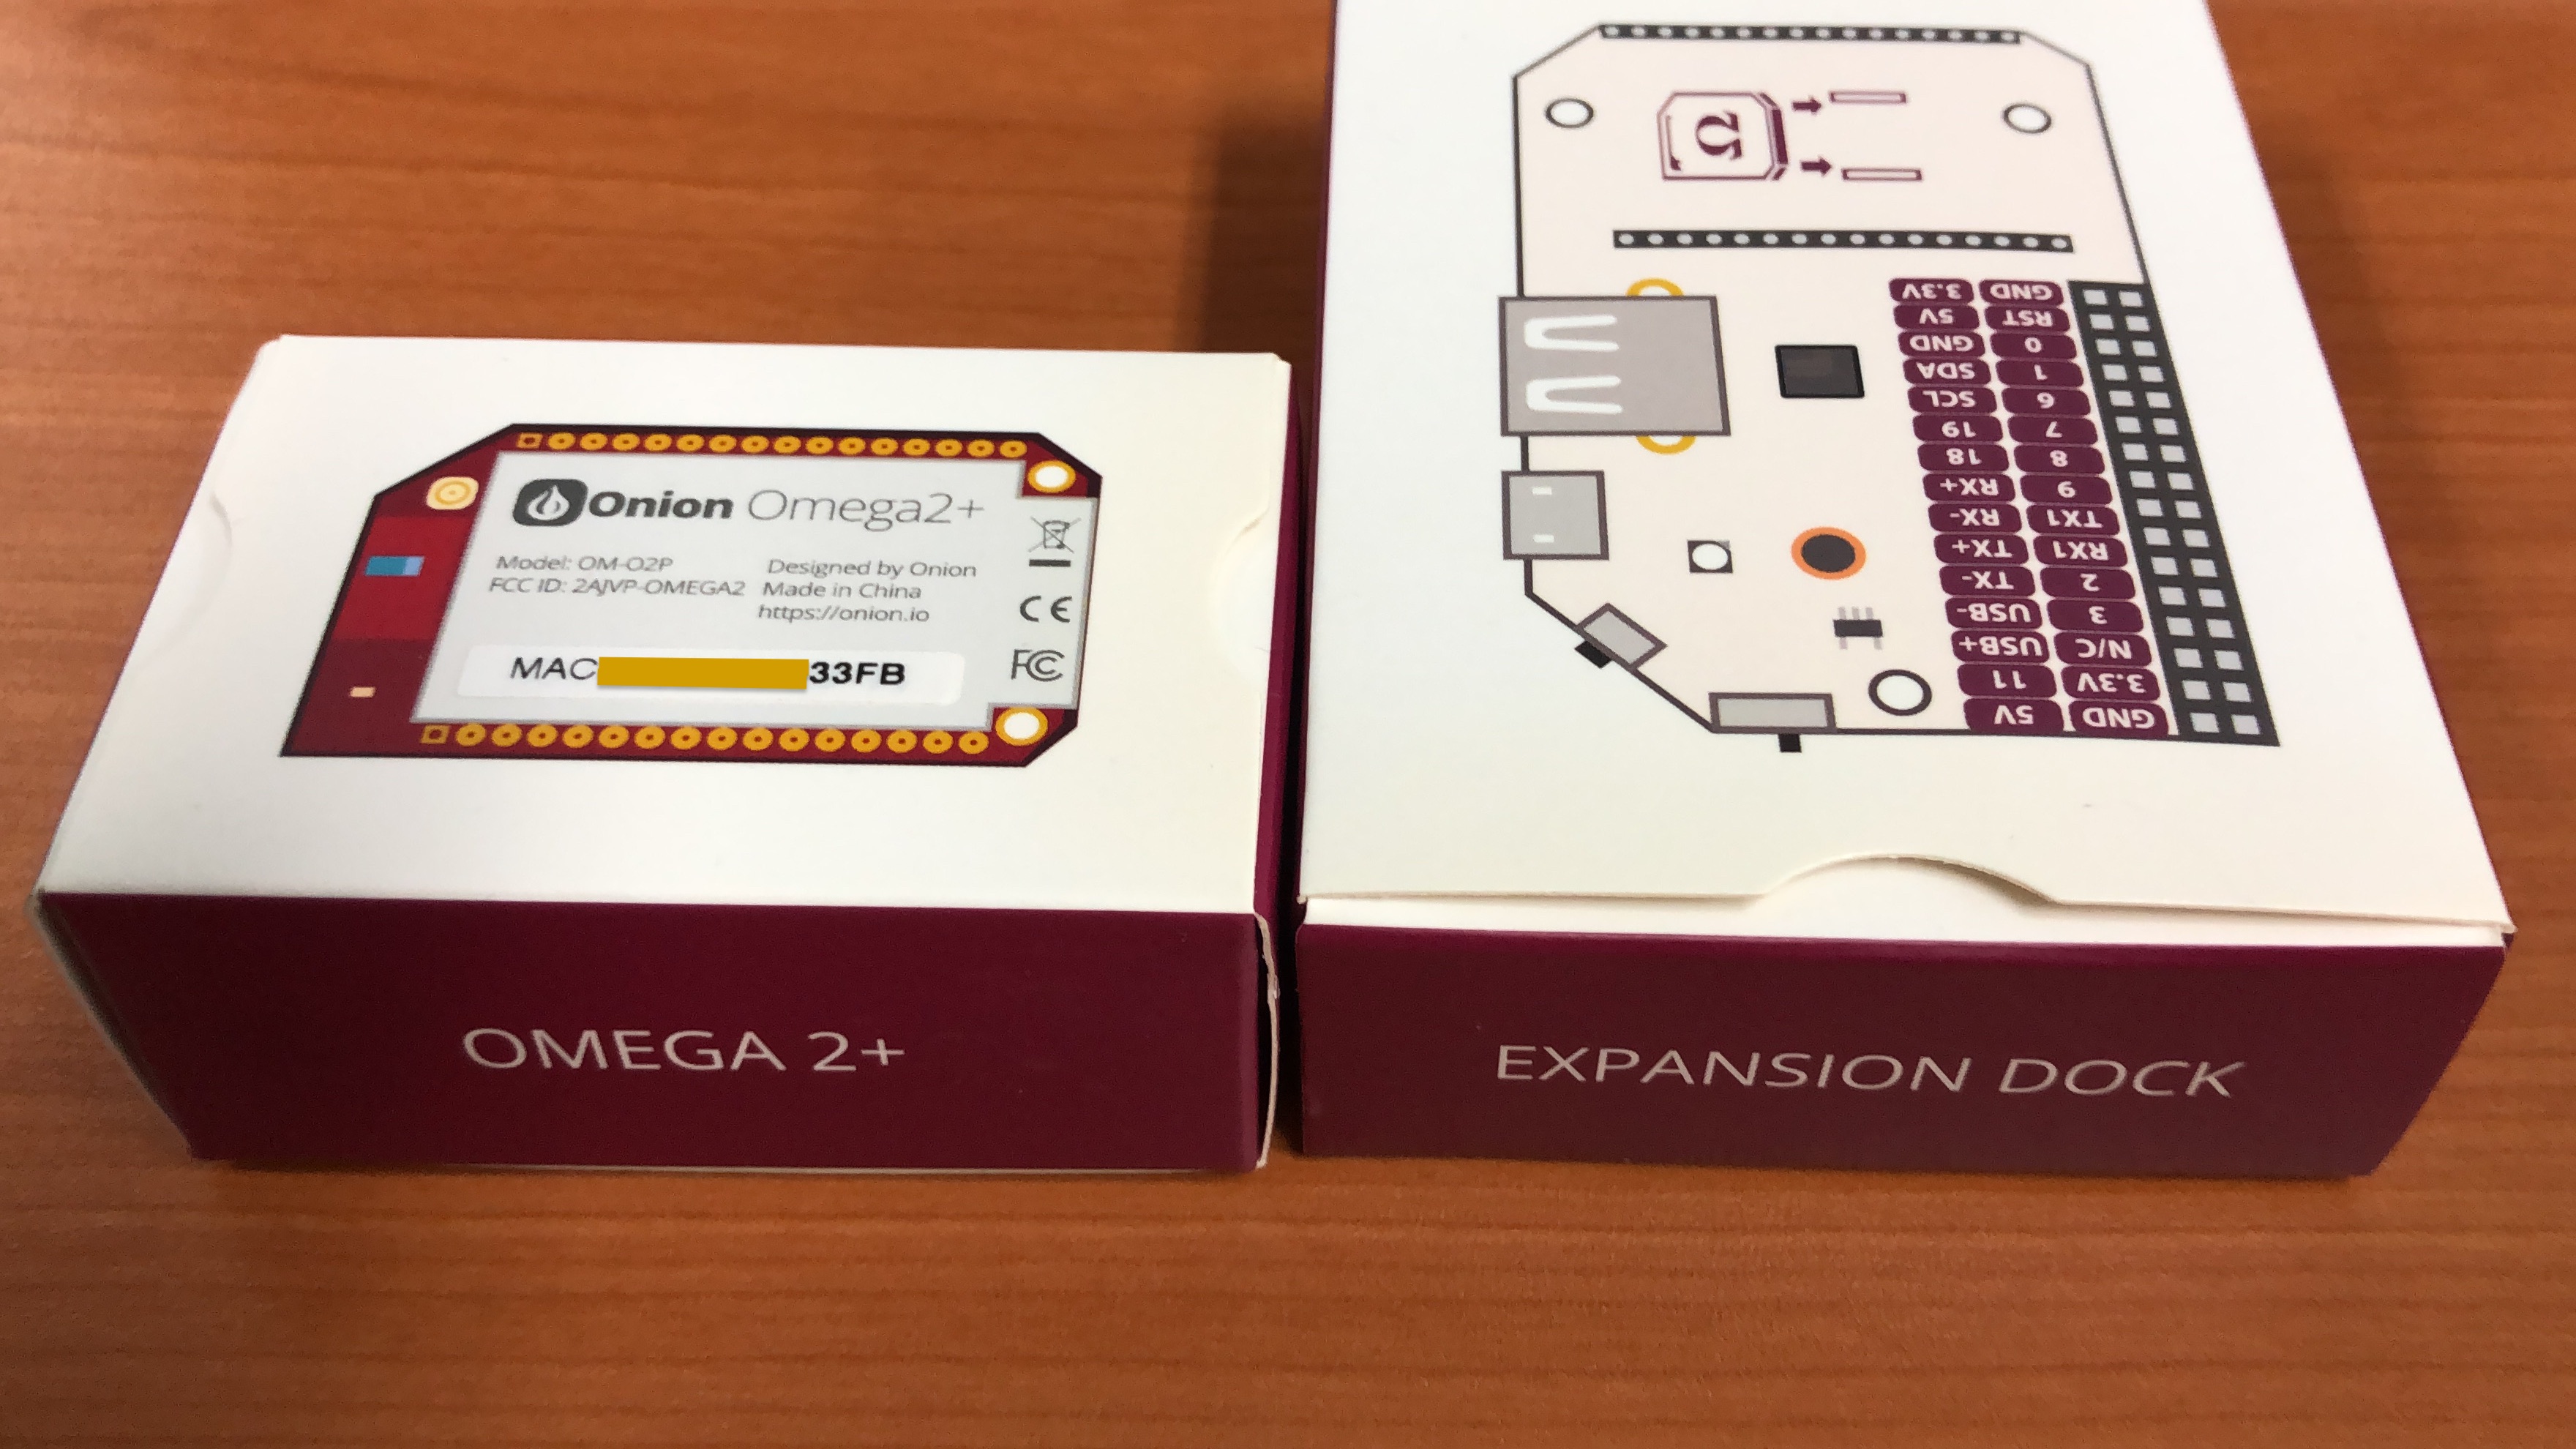 Onion Omega2+
Model: OM-O2P
FCC ID: 2AJVP-OMEGA2
Designed by Onion
Made in China
https://onion.io
CE
FC
MAC 33FB
OMEGA 2+
Ω
3.3V GND
5V RST
GND 0
SDA 1
SCL 6
19 7
18 8
RX+ 9
RX- TX1
TX+ RX1
TX- 2
USB- 3
USB+ N/C
11 3.3V
5V GND
EXPANSION DOCK